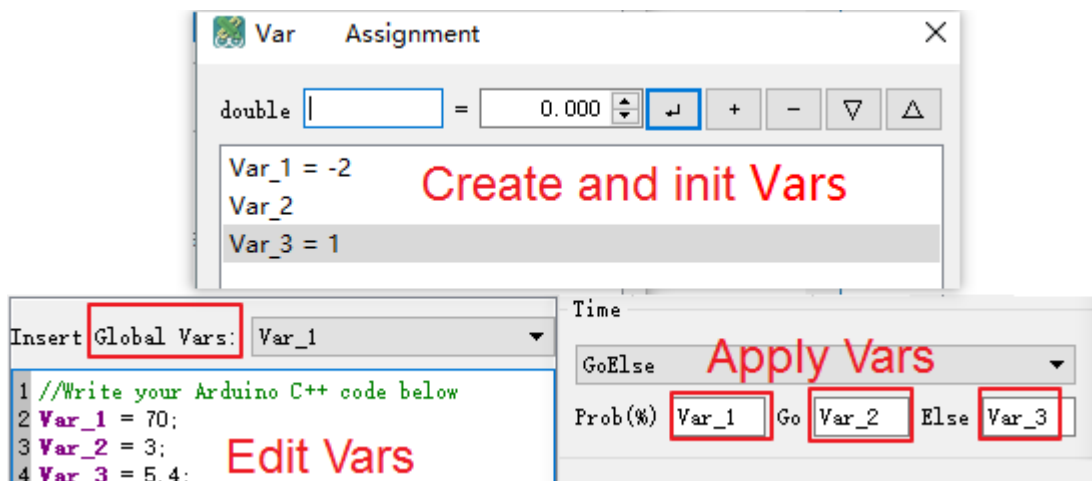 Var Assignment
double = 0.000 + −
Var_1 = -2
Var_2
Var_3 = 1
Create and init Vars
Insert Global Vars: Var_1
1 //Write your Arduino C++ code below
2 Var_1 = 70;
3 Var_2 = 3;
4 Var_3 = 5.4;
Edit Vars
Time
GoElse
Apply Vars
Prob(%) Var_1 Go Var_2 Else Var_3